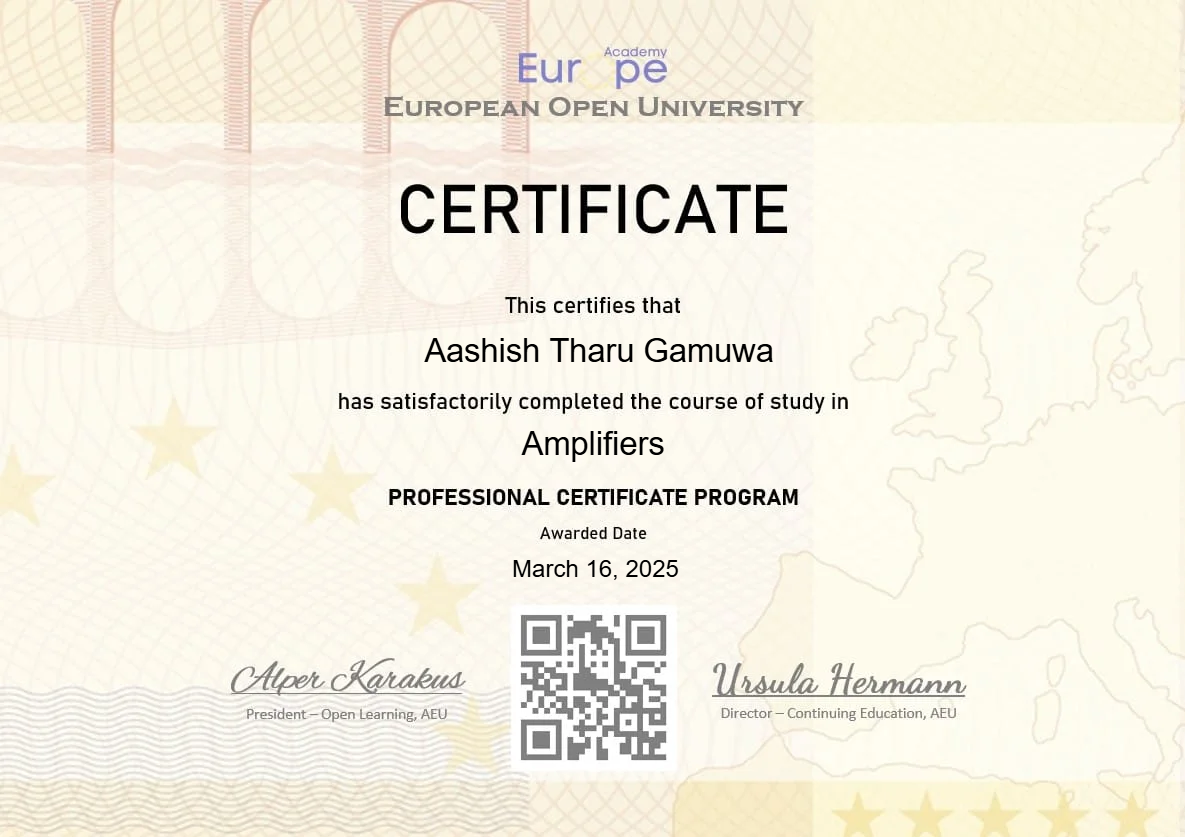 Academy
Europe
EUROPEAN OPEN UNIVERSITY
CERTIFICATE
This certifies that
Aashish Tharu Gamuwa
has satisfactorily completed the course of study in
Amplifiers
PROFESSIONAL CERTIFICATE PROGRAM
Awarded Date
March 16, 2025
Alper Karakus
President – Open Learning, AEU
Ursula Hermann
Director – Continuing Education, AEU